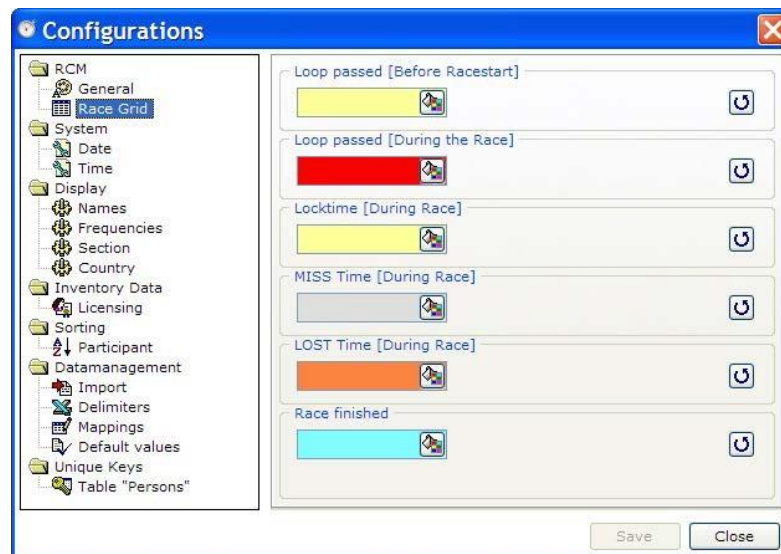 Configurations
RCM
General
Race Grid
System
Date
Time
Display
Names
Frequencies
Section
Country
Inventory Data
Licensing
Sorting
Participant
Datamanagement
Import
Delimiters
Mappings
Default values
Unique Keys
Table "Persons"
Loop passed [Before Racestart]
Loop passed [During the Race]
Locktime [During Race]
MISS Time [During Race]
LOST Time [During Race]
Race finished
Save
Close